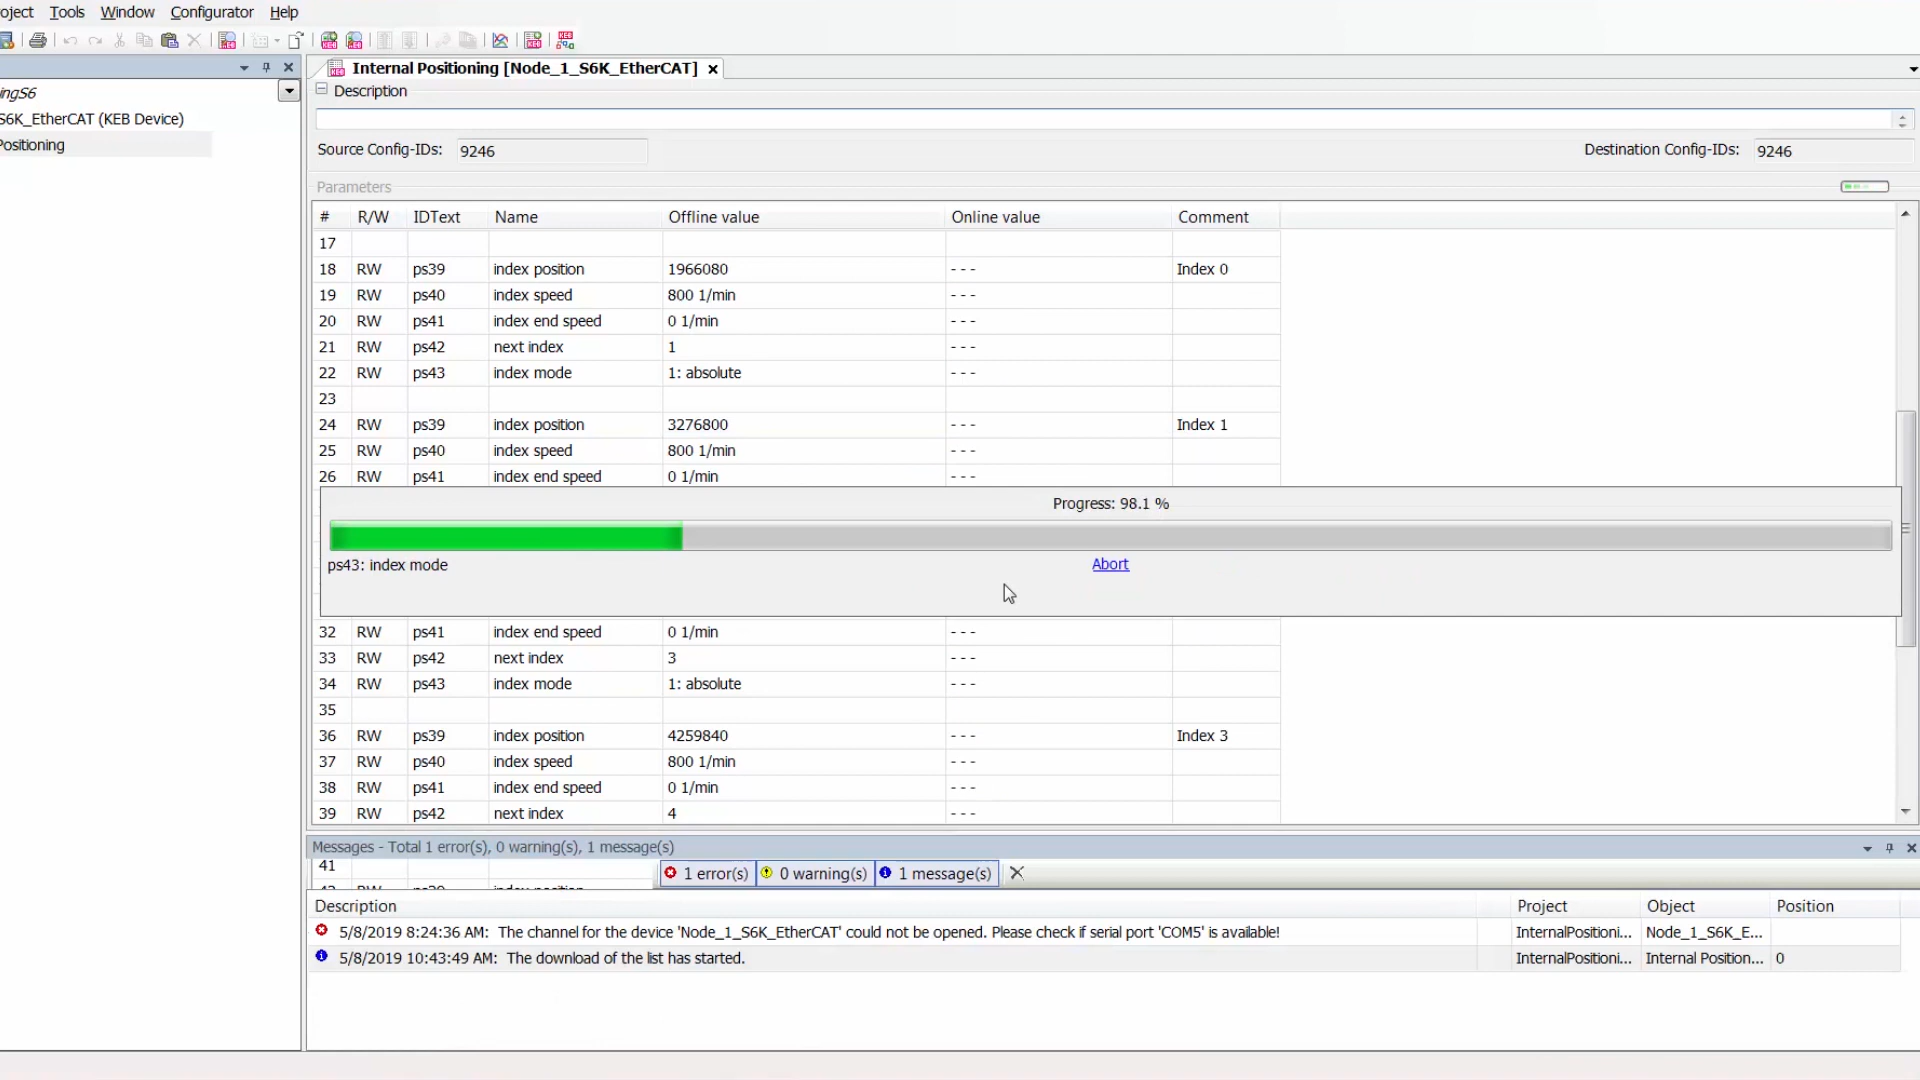 oject Tools Window Configurator Help
Internal Positioning [Node_1_S6K_EtherCAT]
ingS6
S6K_EtherCAT (KEB Device)
Positioning
Description
Source Config-IDs: 9246 Destination Config-IDs: 9246
Parameters
# R/W IDText Name Offline value Online value Comment
17
18 RW ps39 index position 1966080 - - - Index 0
19 RW ps40 index speed 800 1/min - - -
20 RW ps41 index end speed 0 1/min - - -
21 RW ps42 next index 1 - - -
22 RW ps43 index mode 1: absolute - - -
23
24 RW ps39 index position 3276800 - - - Index 1
25 RW ps40 index speed 800 1/min - - -
26 RW ps41 index end speed 0 1/min - - -
Progress: 98.1 %
ps43: index mode Abort
32 RW ps41 index end speed 0 1/min - - -
33 RW ps42 next index 3 - - -
34 RW ps43 index mode 1: absolute - - -
35
36 RW ps39 index position 4259840 - - - Index 3
37 RW ps40 index speed 800 1/min - - -
38 RW ps41 index end speed 0 1/min - - -
39 RW ps42 next index 4 - - -
Messages - Total 1 error(s), 0 warning(s), 1 message(s)
41
1 error(s) 0 warning(s) 1 message(s)
Description Project Object Position
5/8/2019 8:24:36 AM: The channel for the device 'Node_1_S6K_EtherCAT' could not be opened. Please check if serial port 'COM5' is available! InternalPositioni... Node_1_S6K_E...
5/8/2019 10:43:49 AM: The download of the list has started. InternalPositioni... Internal Position... 0